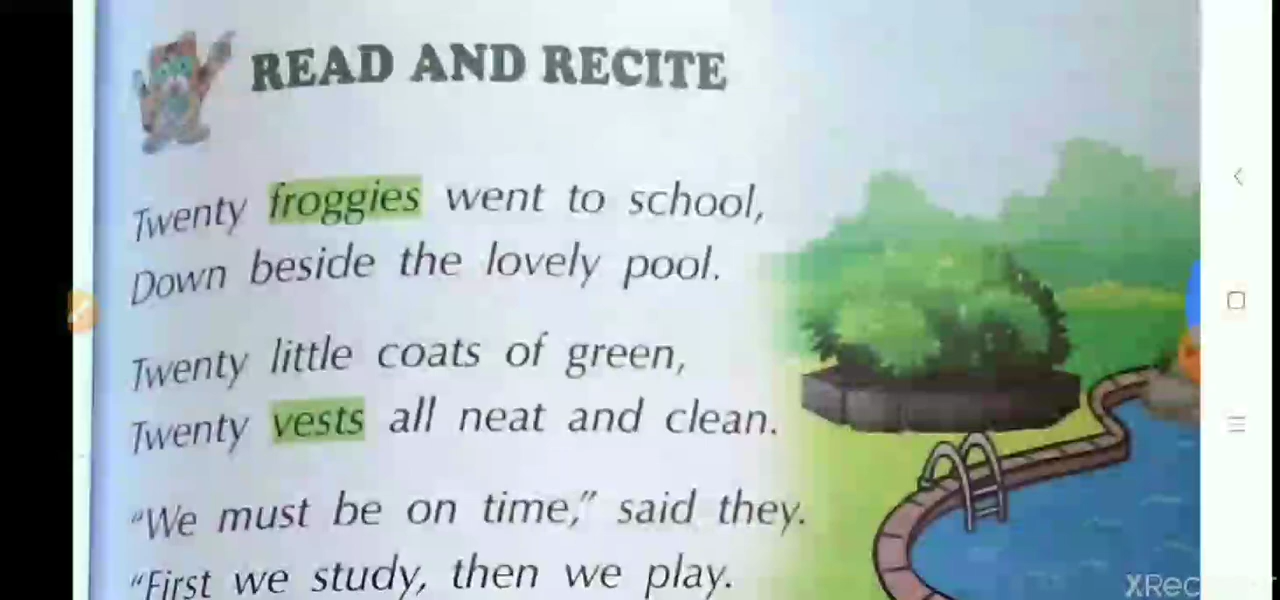 READ AND RECITE
Twenty froggies went to school,
Down beside the lovely pool.
Twenty little coats of green,
Twenty vests all neat and clean.
"We must be on time," said they.
"First we study, then we play.